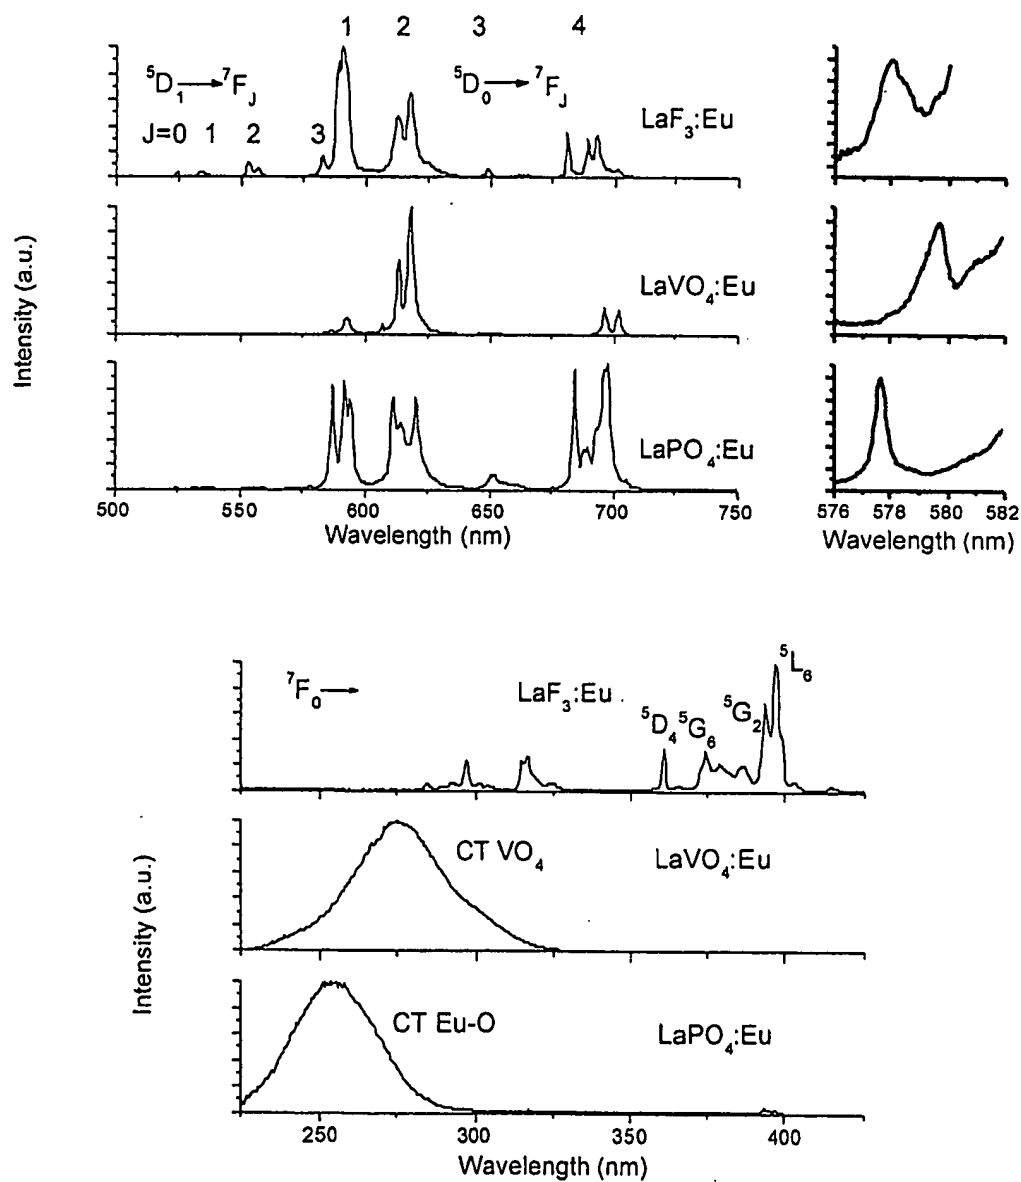 1 2 3 4
⁵D₁→⁷F_J ⁵D₀→⁷F_J
J=0 1 2 3
LaF₃:Eu
LaVO₄:Eu
LaPO₄:Eu
Intensity (a.u.)
500 550 600 650 700 750
Wavelength (nm)
576 578 580 582
Wavelength (nm)
⁷F₀→
LaF₃:Eu
⁵D₄ ⁵G₆ ⁵G₂ ⁵L₆
CT VO₄
LaVO₄:Eu
CT Eu-O
LaPO₄:Eu
Intensity (a.u.)
250 300 350 400
Wavelength (nm)